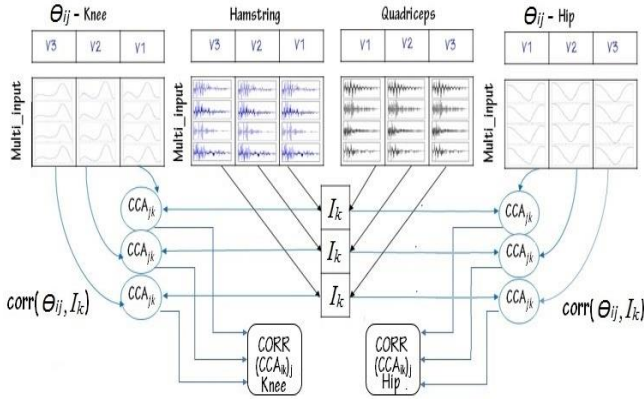 θij - Knee
Hamstring
Quadriceps
θij - Hip
V3 V2 V1
V3 V2 V1
V1 V2 V3
V1 V2 V3
Multi_input
Multi_input
Multi_input
Multi_input
CCAjk
Ik
CCAjk
CCAjk
Ik
CCAjk
CCAjk
Ik
CCAjk
corr(θij, Ik)
corr(θij, Ik)
CORR
(CCAik)j
Knee
CORR
(CCAik)j
Hip